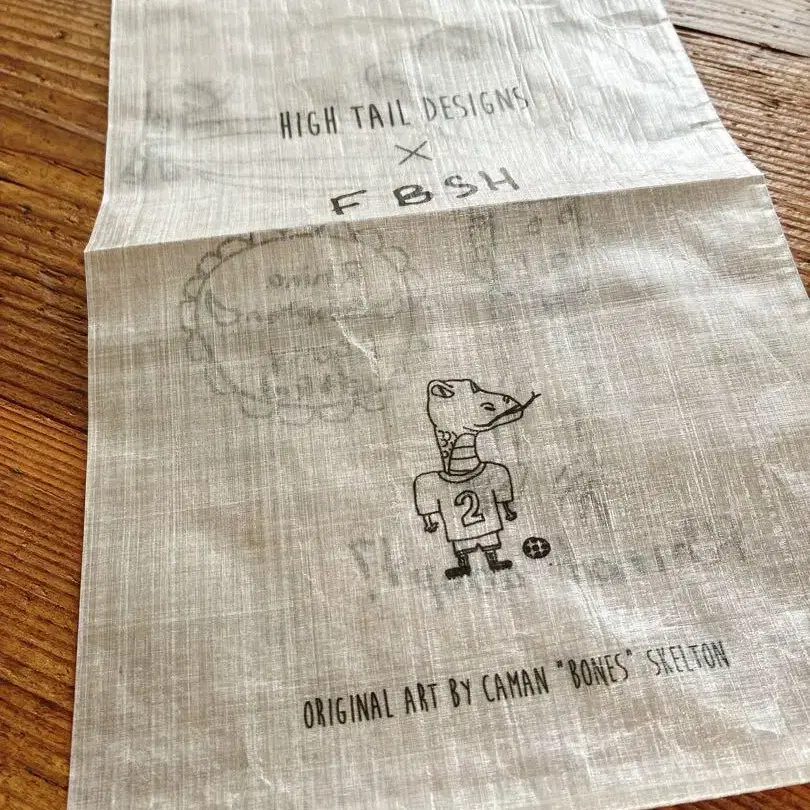 HIGH TAIL DESIGNS
X
FBSH
2
ORIGINAL ART BY CAMAN "BONES" SKELTON